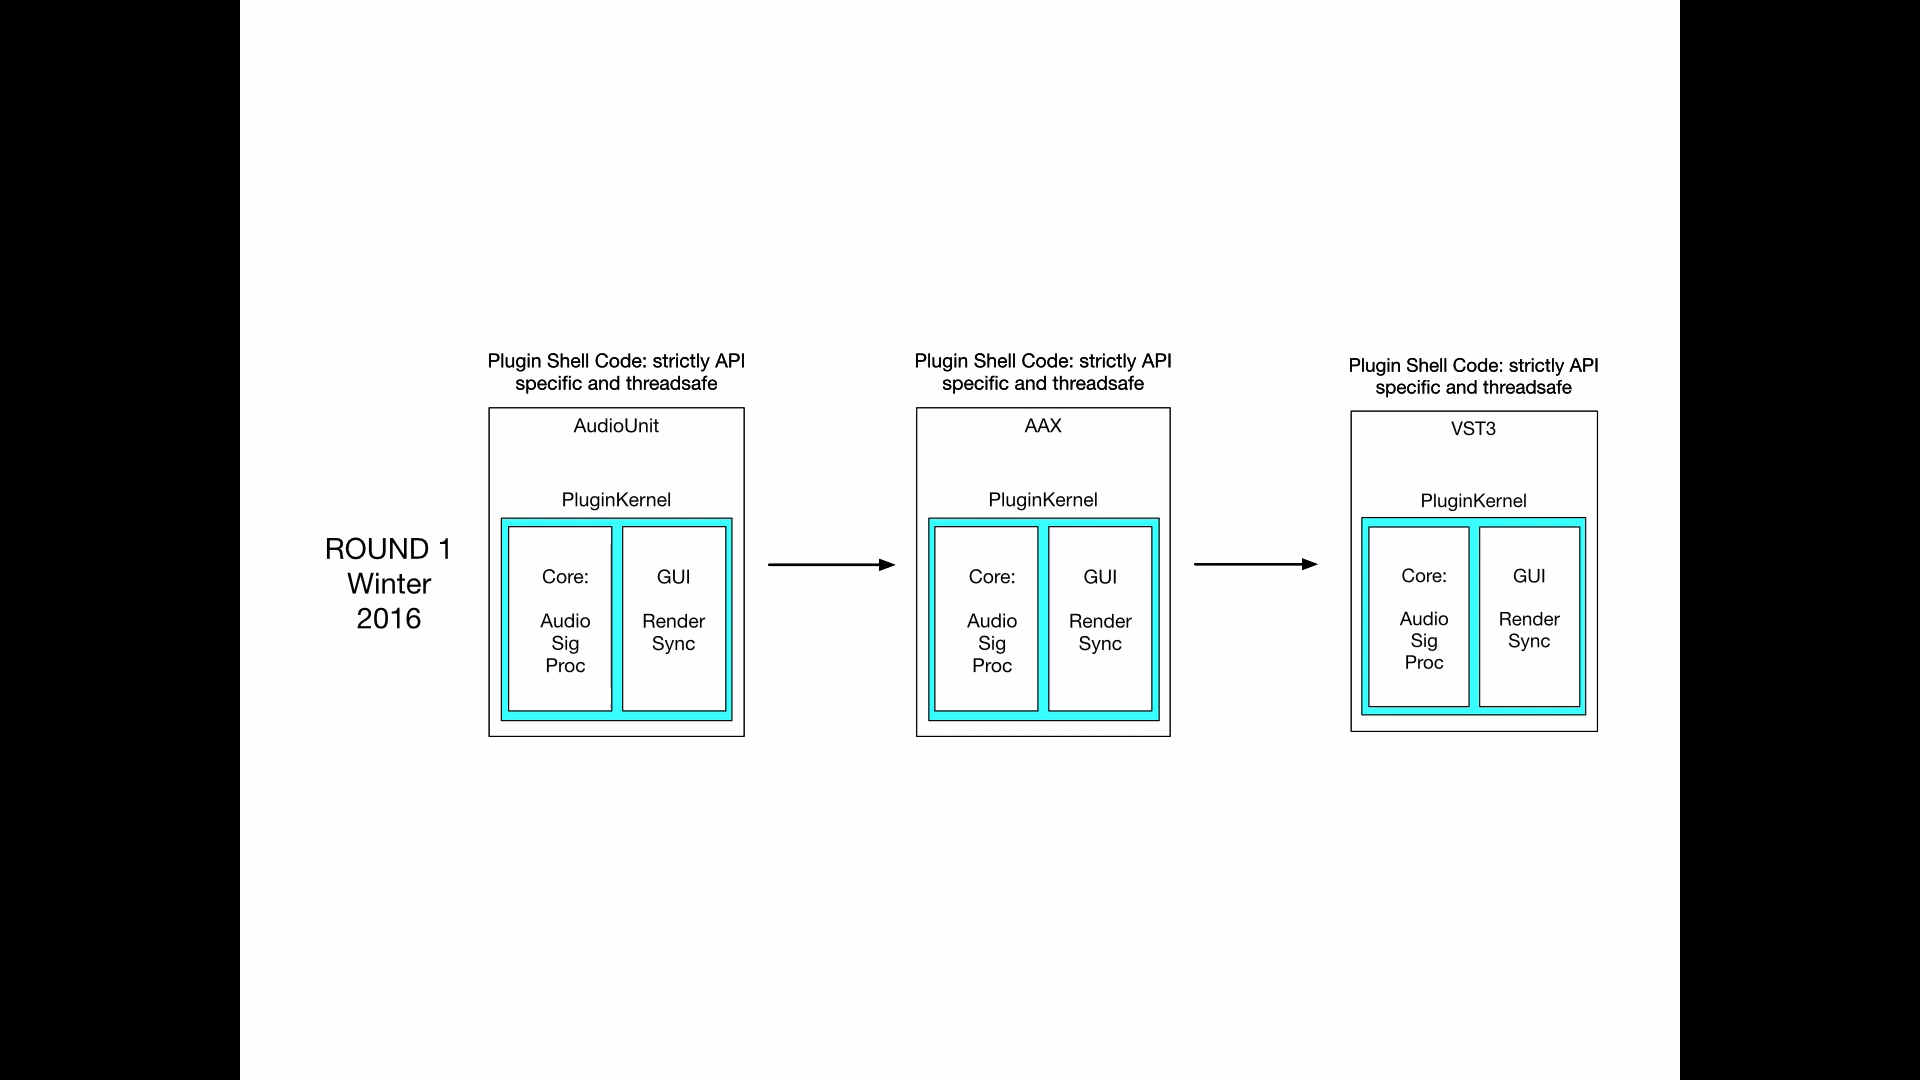 ROUND 1
Winter
2016
Plugin Shell Code: strictly API
specific and threadsafe
AudioUnit
PluginKernel
Core:
Audio
Sig
Proc
GUI
Render
Sync
Plugin Shell Code: strictly API
specific and threadsafe
AAX
PluginKernel
Core:
Audio
Sig
Proc
GUI
Render
Sync
Plugin Shell Code: strictly API
specific and threadsafe
VST3
PluginKernel
Core:
Audio
Sig
Proc
GUI
Render
Sync